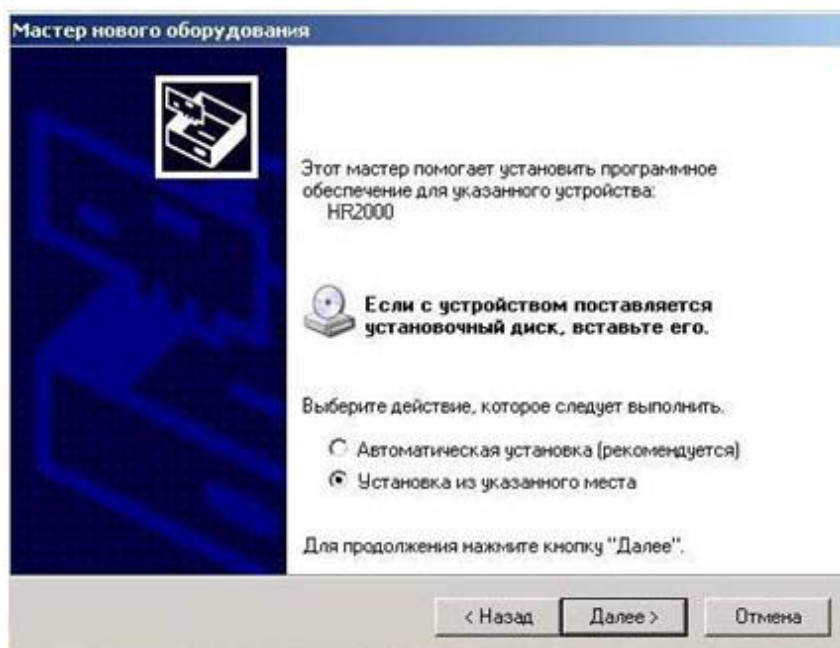 Мастер нового оборудования
Этот мастер помогает установить программное
обеспечение для указанного устройства:
HR2000
Если с устройством поставляется
установочный диск, вставьте его.
Выберите действие, которое следует выполнить.
Автоматическая установка (рекомендуется)
Установка из указанного места
Для продолжения нажмите кнопку "Далее".
< Назад
Далее >
Отмена